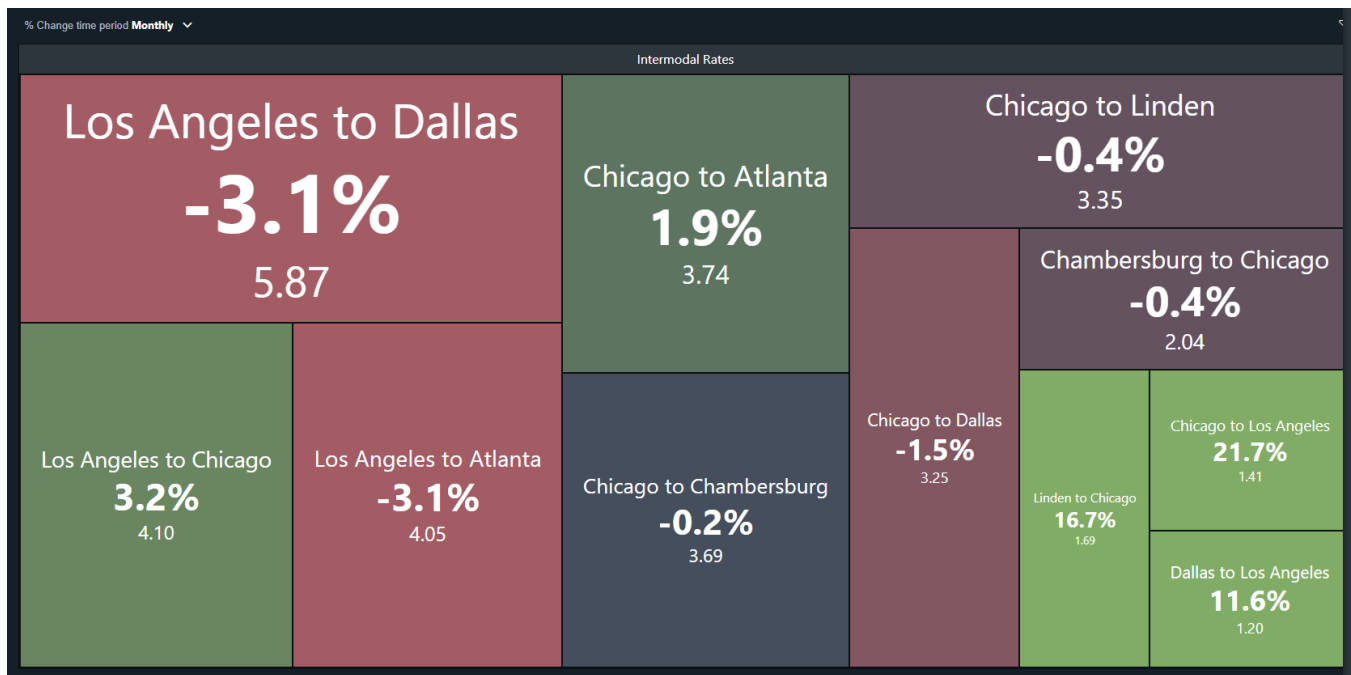 % Change time period Monthly
Intermodal Rates
Los Angeles to Dallas
-3.1%
5.87
Los Angeles to Chicago
3.2%
4.10
Los Angeles to Atlanta
-3.1%
4.05
Chicago to Atlanta
1.9%
3.74
Chicago to Chambersburg
-0.2%
3.69
Chicago to Linden
-0.4%
3.35
Chicago to Dallas
-1.5%
3.25
Chambersburg to Chicago
-0.4%
2.04
Linden to Chicago
16.7%
1.69
Chicago to Los Angeles
21.7%
1.41
Dallas to Los Angeles
11.6%
1.20